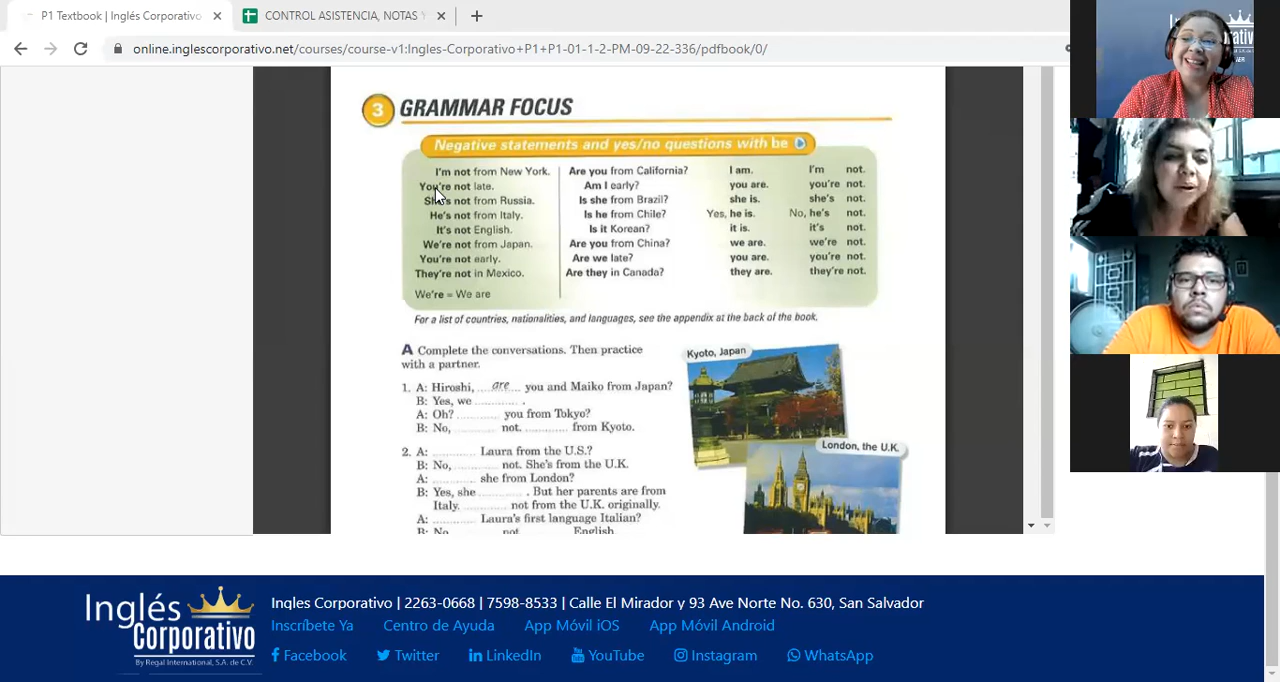 P1 Textbook | Inglés Corporativo
CONTROL ASISTENCIA, NOTAS Y
online.inglescorporativo.net/courses/course-v1:Ingles-Corporativo+P1+P1-01-1-2-PM-09-22-336/pdfbook/0/
3 GRAMMAR FOCUS
Negative statements and yes/no questions with be
I'm not from New York. Are you from California? I am. I'm not.
You're not late. Am I early? you are. you're not.
She's not from Russia. Is she from Brazil? she is. she's not.
He's not from Italy. Is he from Chile? Yes, he is. No, he's not.
It's not English. Is it Korean? it is. it's not.
We're not from Japan. Are you from China? we are. we're not.
You're not early. Are we late? you are. you're not.
They're not in Mexico. Are they in Canada? they are. they're not.
We're = We are
For a list of countries, nationalities, and languages, see the appendix at the back of the book.
A Complete the conversations. Then practice
with a partner.
Kyoto, Japan
1. A: Hiroshi, are you and Maiko from Japan?
B: Yes, we .
A: Oh? you from Tokyo?
B: No, not. from Kyoto.
London, the U.K.
2. A: Laura from the U.S.?
B: No, not. She's from the U.K.
A: she from London?
B: Yes, she . But her parents are from
Italy. not from the U.K. originally.
A: Laura's first language Italian?
B: No not English.
Inglés
Corporativo
By Regal International, S.A. de C.V.
Ingles Corporativo | 2263-0668 | 7598-8533 | Calle El Mirador y 93 Ave Norte No. 630, San Salvador
Inscríbete Ya Centro de Ayuda App Móvil iOS App Móvil Android
Facebook Twitter LinkedIn YouTube Instagram WhatsApp